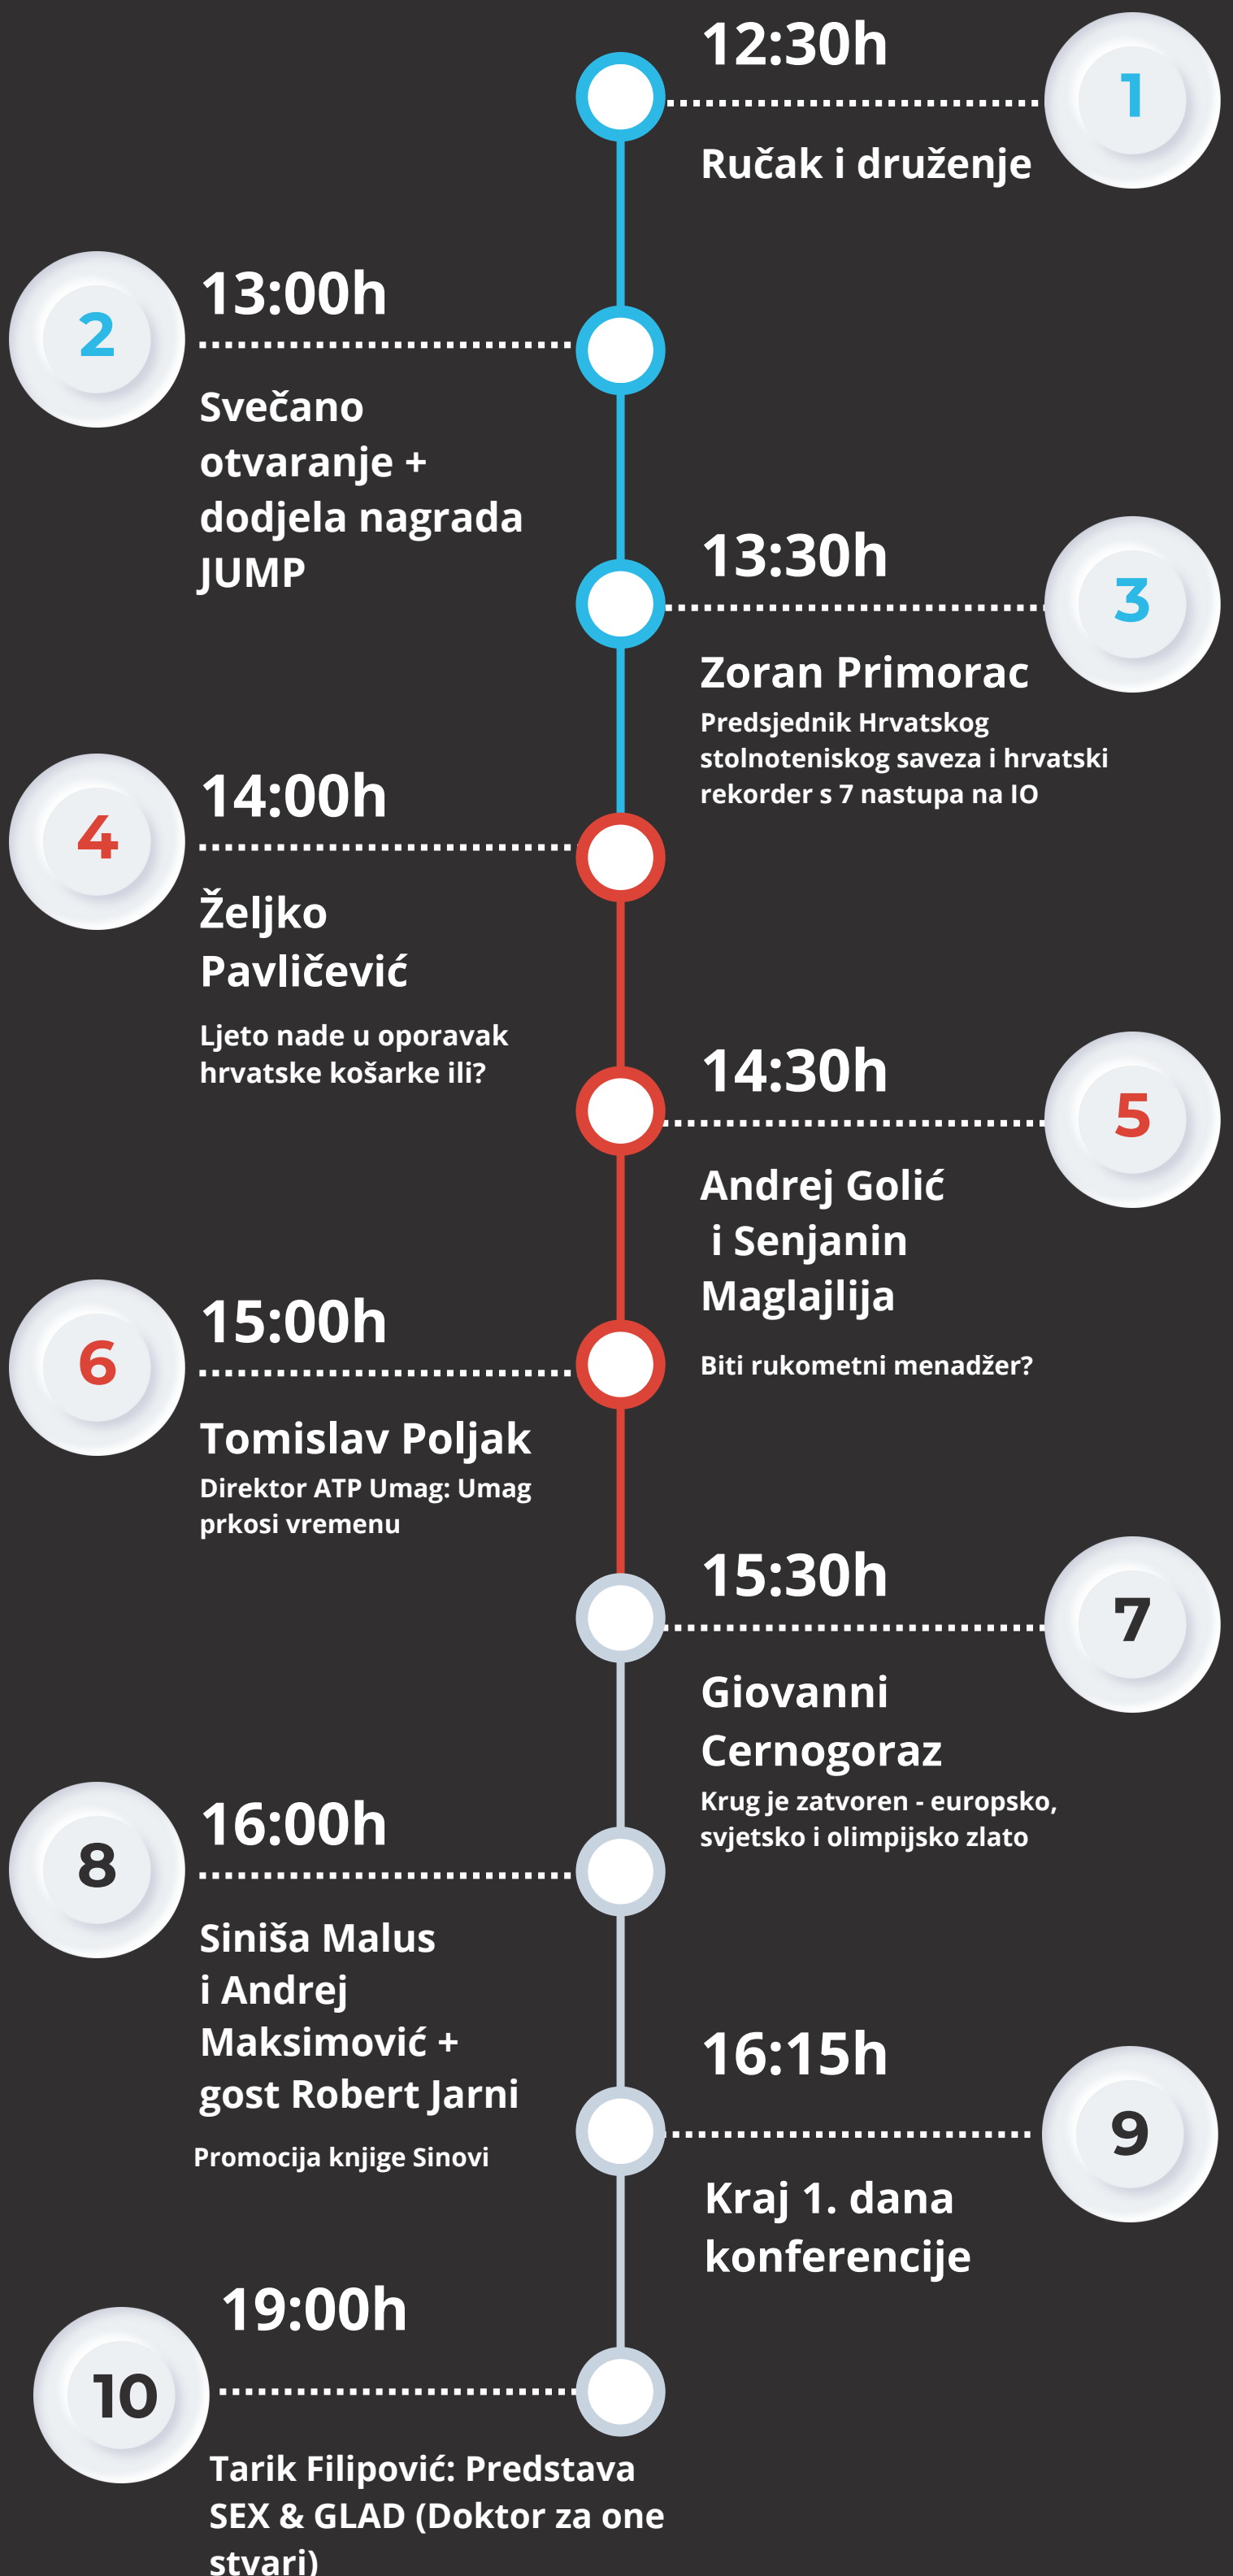 12:30h
1
Ručak i druženje
2
13:00h
Svečano
otvaranje +
dodjela nagrada
JUMP
13:30h
3
Zoran Primorac
Predsjednik Hrvatskog
stolnoteniskog saveza i hrvatski
rekorder s 7 nastupa na IO
4
14:00h
Željko
Pavličević
Ljeto nade u oporavak
hrvatske košarke ili?
14:30h
5
Andrej Golić
i Senjanin
Maglajlija
Biti rukometni menadžer?
6
15:00h
Tomislav Poljak
Direktor ATP Umag: Umag
prkosi vremenu
15:30h
7
Giovanni
Cernogoraz
Krug je zatvoren - europsko,
svjetsko i olimpijsko zlato
8
16:00h
Siniša Malus
i Andrej
Maksimović +
gost Robert Jarni
Promocija knjige Sinovi
16:15h
9
Kraj 1. dana
konferencije
10
19:00h
Tarik Filipović: Predstava
SEX & GLAD (Doktor za one
stvari)